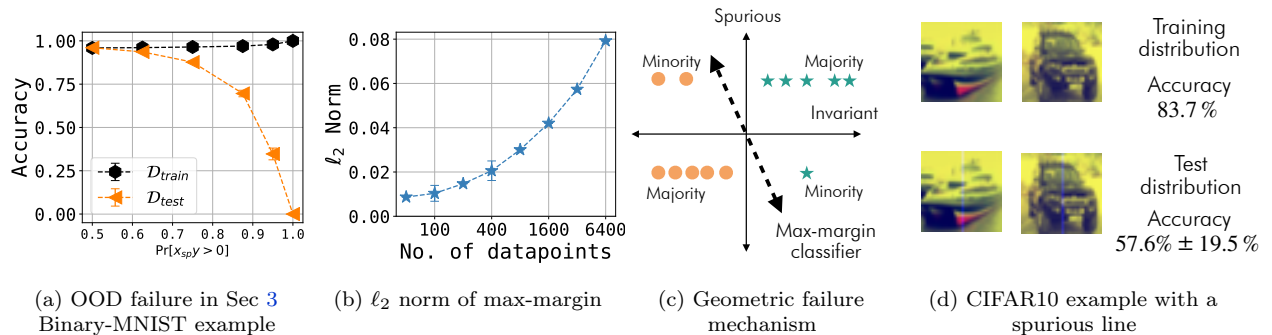 Accuracy
1.00
0.75
0.50
0.25
0.00
D_train
D_test
0.5 0.6 0.7 0.8 0.9 1.0
Pr[x_sp y > 0]
(a) OOD failure in Sec 3
Binary-MNIST example
ℓ2 Norm
0.08
0.06
0.04
0.02
0.00
100 400 1600 6400
No. of datapoints
(b) ℓ2 norm of max-margin
Spurious
Minority
Majority
Invariant
Majority
Minority
Max-margin
classifier
(c) Geometric failure
mechanism
Training
distribution
Accuracy
83.7 %
Test
distribution
Accuracy
57.6% ± 19.5 %
(d) CIFAR10 example with a
spurious line